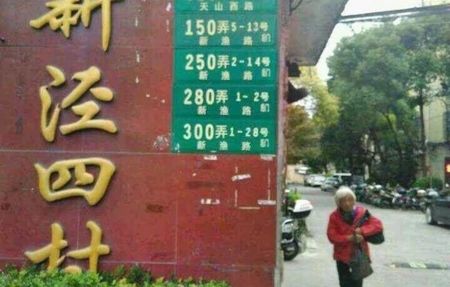 新泾四村
天山西路
150弄5-13号
新渔路
250弄2-14号
新渔路
280弄1-2号
新渔路
300弄1-28号
新渔路